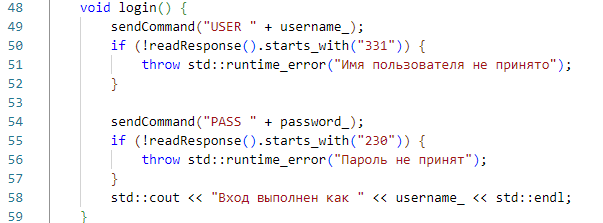 48 void login() {
49 sendCommand("USER " + username_);
50 if (!readResponse().starts_with("331")) {
51 throw std::runtime_error("Имя пользователя не принято");
52 }
53
54 sendCommand("PASS " + password_);
55 if (!readResponse().starts_with("230")) {
56 throw std::runtime_error("Пароль не принят");
57 }
58 std::cout << "Вход выполнен как " << username_ << std::endl;
59 }